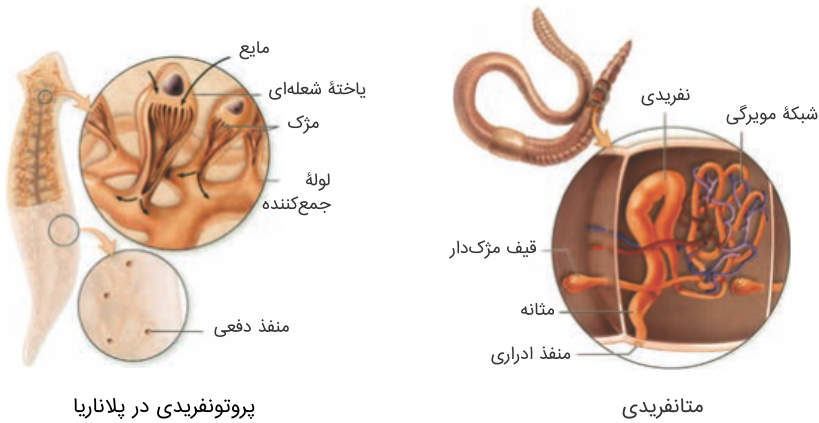 مایع
یاختهٔ شعله‌ای
مژک
لولهٔ
جمع‌کننده
منفذ دفعی
پروتونفریدی در پلاناریا
نفریدی
شبکهٔ مویرگی
قیف مژک‌دار
مثانه
منفذ ادراری
متانفریدی